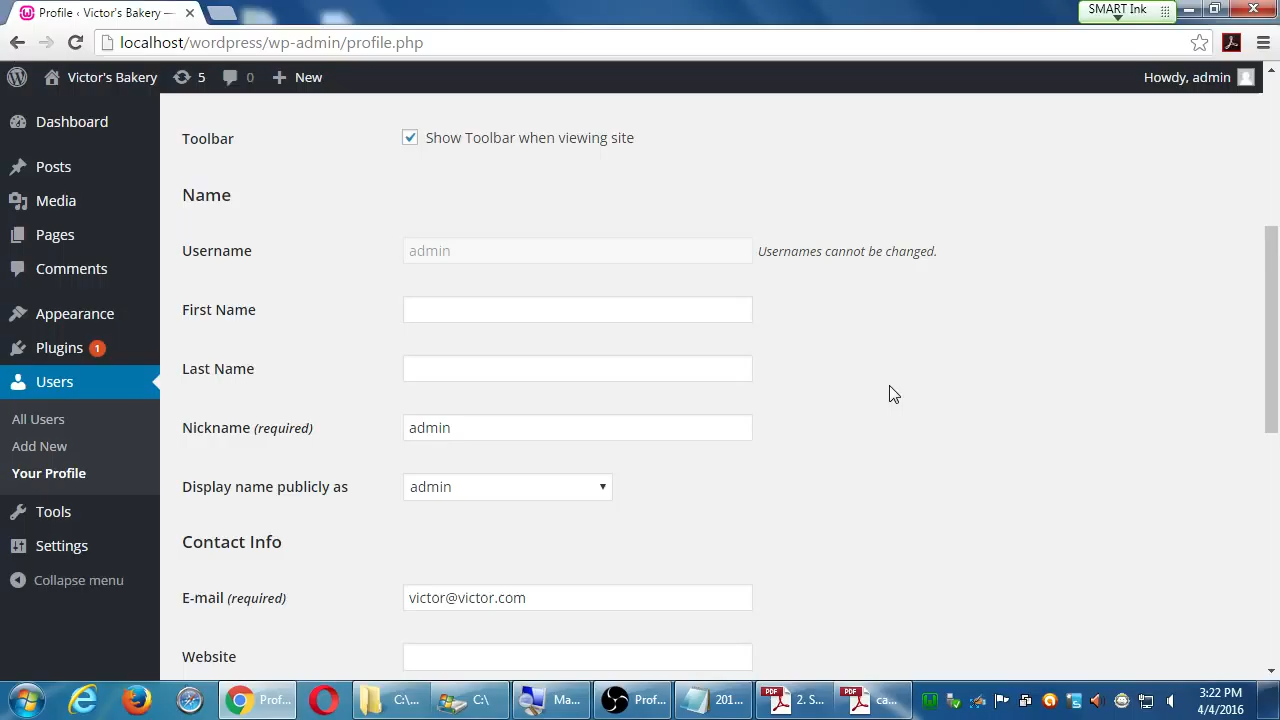 Profile ‹ Victor's Bakery —
SMART Ink
localhost/wordpress/wp-admin/profile.php
Victor's Bakery 5 0 New Howdy, admin
Dashboard
Posts
Media
Pages
Comments
Appearance
Plugins 1
Users
All Users
Add New
Your Profile
Tools
Settings
Collapse menu
Toolbar Show Toolbar when viewing site
Name
Username admin Usernames cannot be changed.
First Name
Last Name
Nickname (required) admin
Display name publicly as admin
Contact Info
E-mail (required) victor@victor.com
Website
Prof... C:\... C:\ Ma... Prof... 201... PDF 2. S... PDF ca...
3:22 PM
4/4/2016